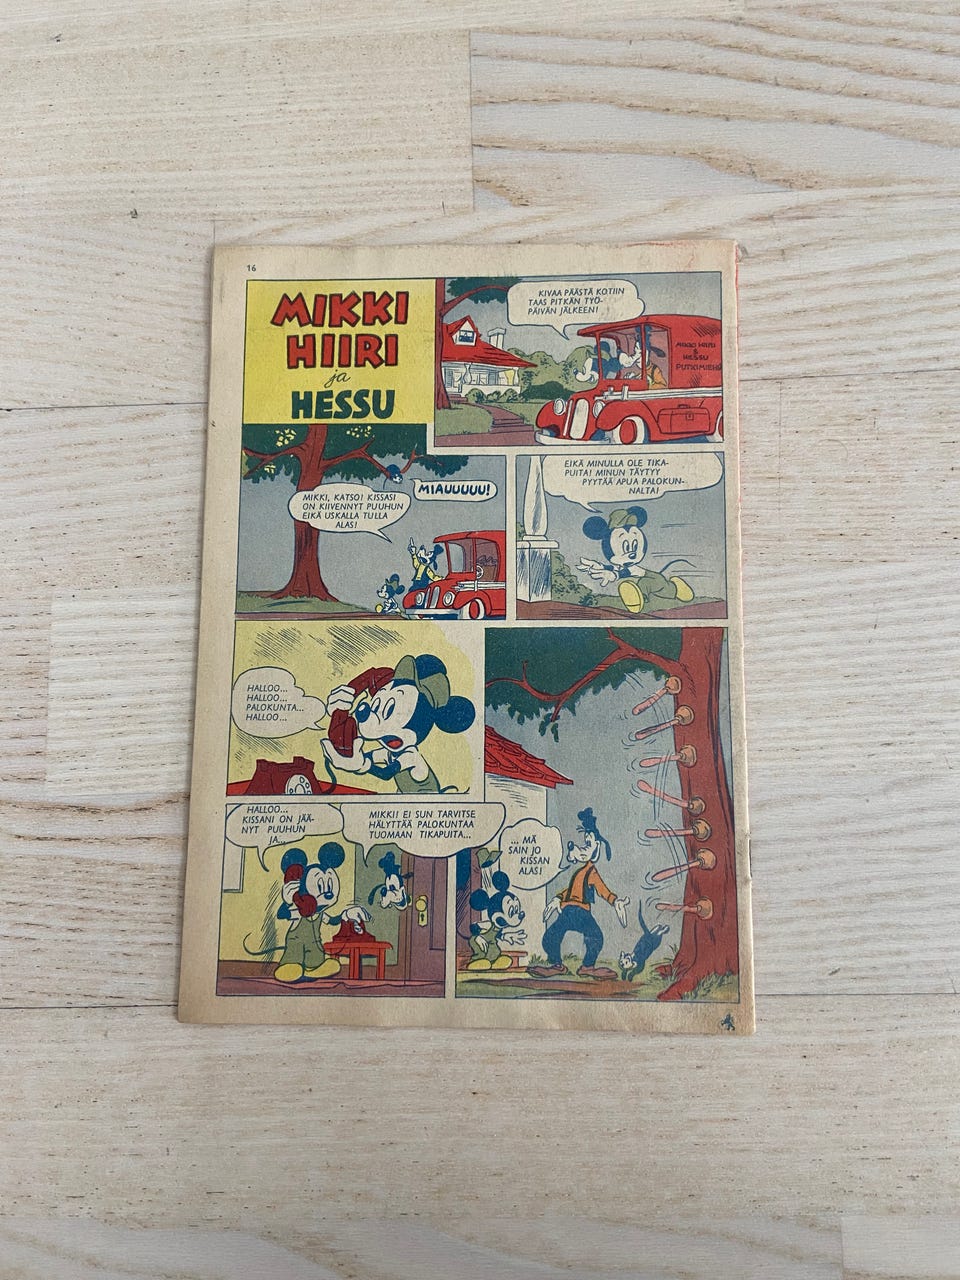 16
MIKKI
HIIRI
ja
HESSU
KIVAA PÄÄSTÄ KOTIIN
TAAS PITKÄN TYÖ-
PÄIVÄN JÄLKEEN!
MIKKI HIIRI
&
HESSU
PUTKIMIEHE
MIKKI, KATSO! KISSASI
ON KIIVENNYT PUUHUN
EIKÄ USKALLA TULLA
ALAS!
MIAUUUUU!
EIKÄ MINULLA OLE TIKA-
PUITA! MINUN TÄYTYY
PYYTÄÄ APUA PALOKUN-
NALTA!
HALLOO...
HALLOO...
PALOKUNTA...
HALLOO...
HALLOO...
KISSANI ON JÄÄ-
NYT PUUHUN
JA...
MIKKI! EI SUN TARVITSE
HÄLYTTÄÄ PALOKUNTAA
TUOMAAN TIKAPUITA...
... MÄ
SAIN JO
KISSAN
ALAS!